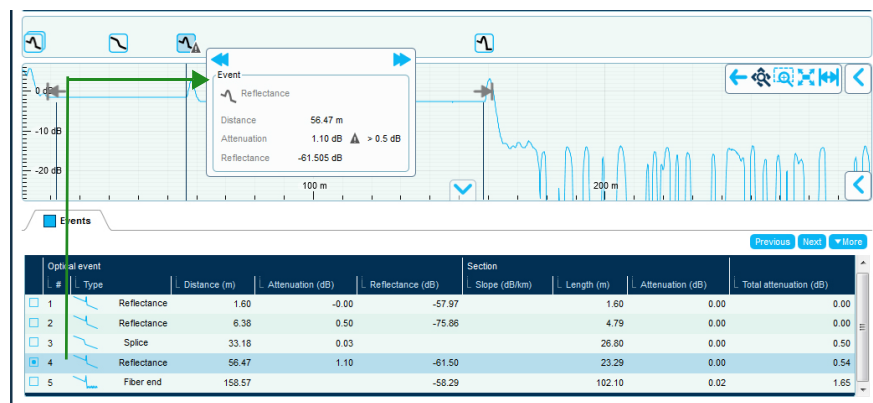 Event
Reflectance
Distance 56.47 m
Attenuation 1.10 dB > 0.5 dB
Reflectance -61.505 dB
0 dB
-10 dB
-20 dB
100 m
200 m
Events
Previous Next ▼More
Optical event Section
# Type Distance (m) Attenuation (dB) Reflectance (dB) Slope (dB/km) Length (m) Attenuation (dB) Total attenuation (dB)
1 Reflectance 1.60 -0.00 -57.97 1.60 0.00 0.00
2 Reflectance 6.38 0.50 -75.86 4.79 0.00 0.00
3 Splice 33.18 0.03 26.80 0.00 0.50
4 Reflectance 56.47 1.10 -61.50 23.29 0.00 0.54
5 Fiber end 158.57 -58.29 102.10 0.02 1.65